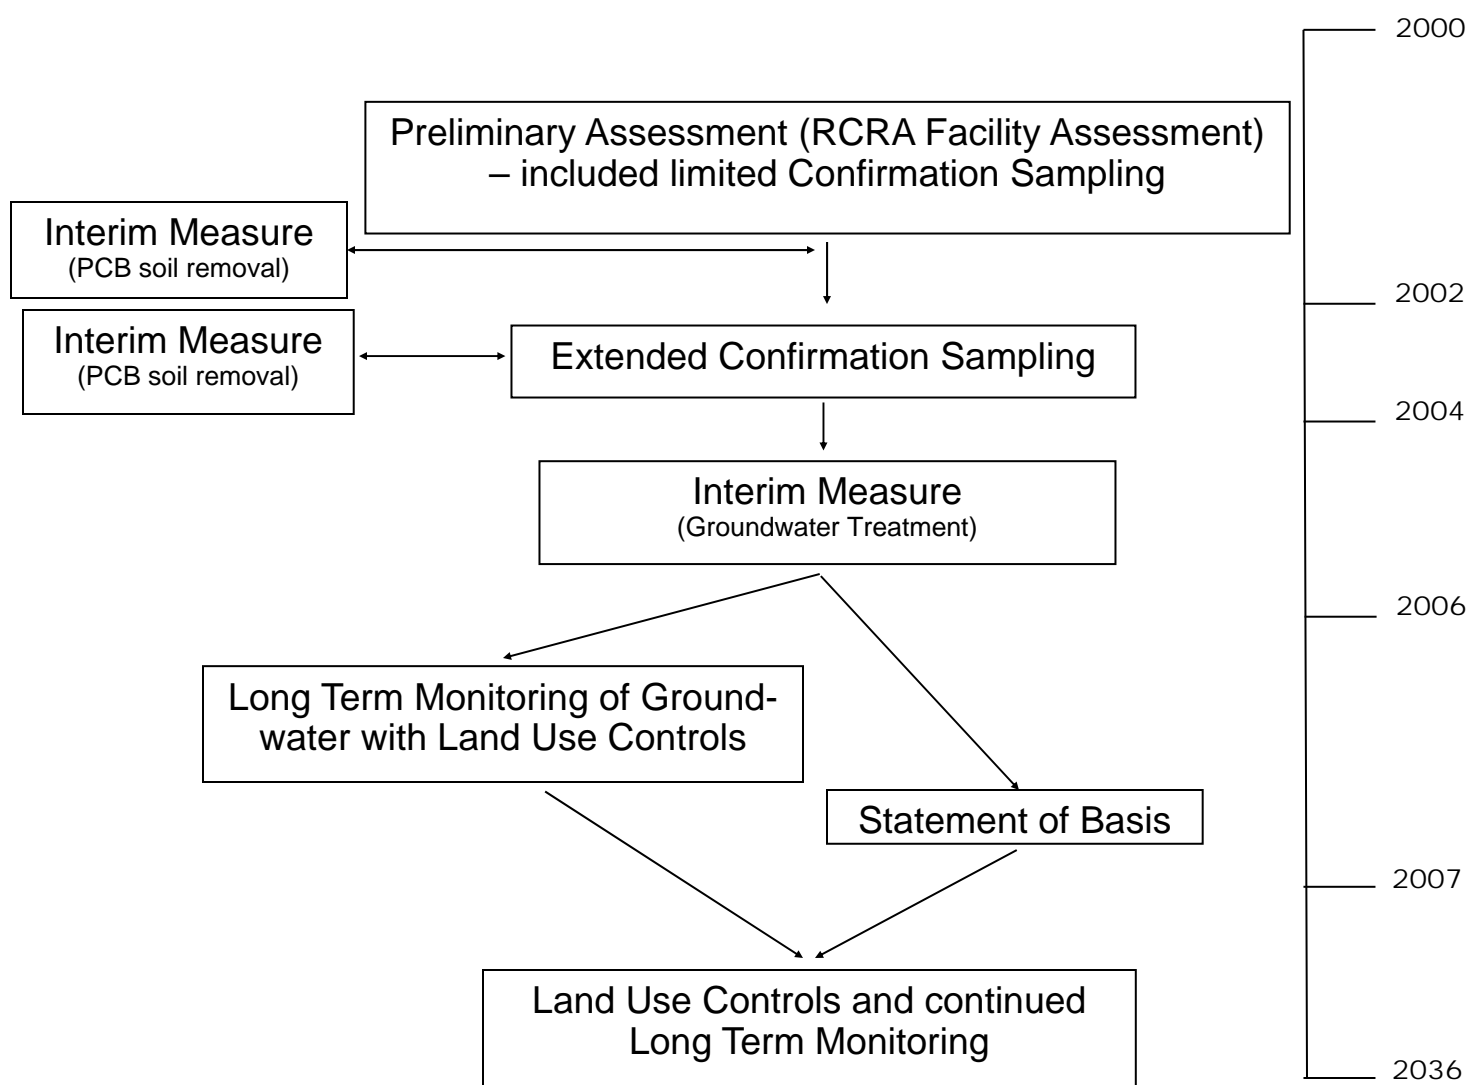 2000
Preliminary Assessment (RCRA Facility Assessment)
– included limited Confirmation Sampling
Interim Measure
(PCB soil removal)
2002
Interim Measure
(PCB soil removal)
Extended Confirmation Sampling
2004
Interim Measure
(Groundwater Treatment)
2006
Long Term Monitoring of Ground-
water with Land Use Controls
Statement of Basis
2007
Land Use Controls and continued
Long Term Monitoring
2036